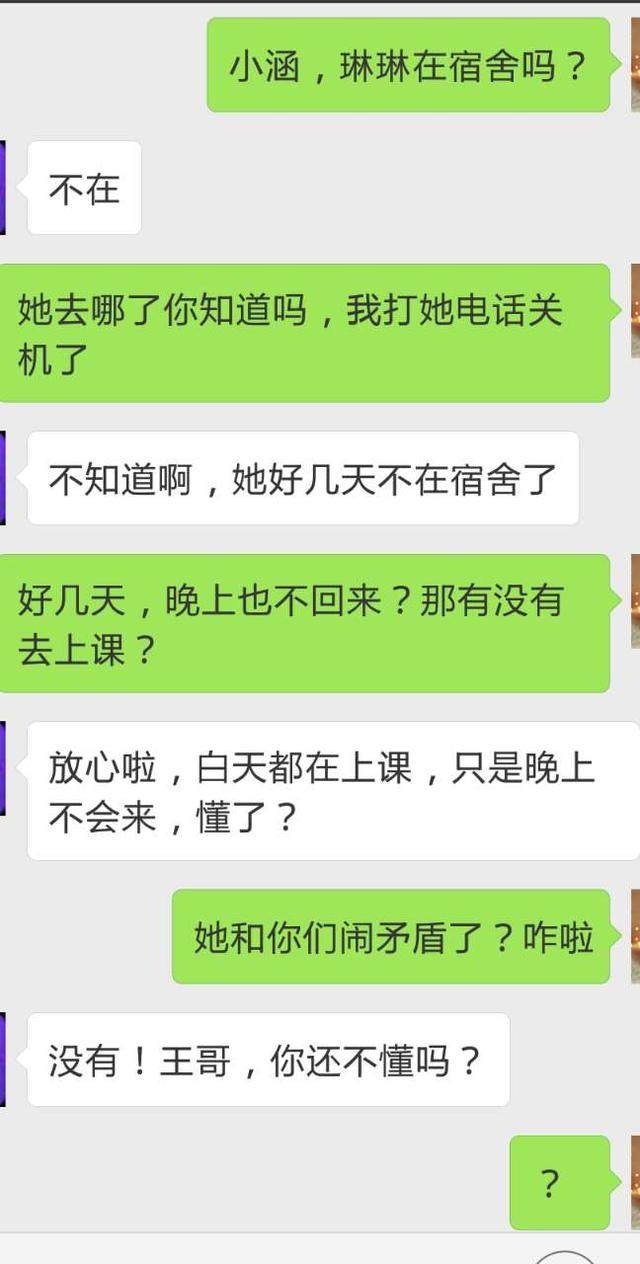 小涵，琳琳在宿舍吗？
不在
她去哪了你知道吗，我打她电话关
机了
不知道啊，她好几天不在宿舍了
好几天，晚上也不回来？那有没有
去上课？
放心啦，白天都在上课，只是晚上
不会来，懂了？
她和你们闹矛盾了？咋啦
没有！王哥，你还不懂吗？
？